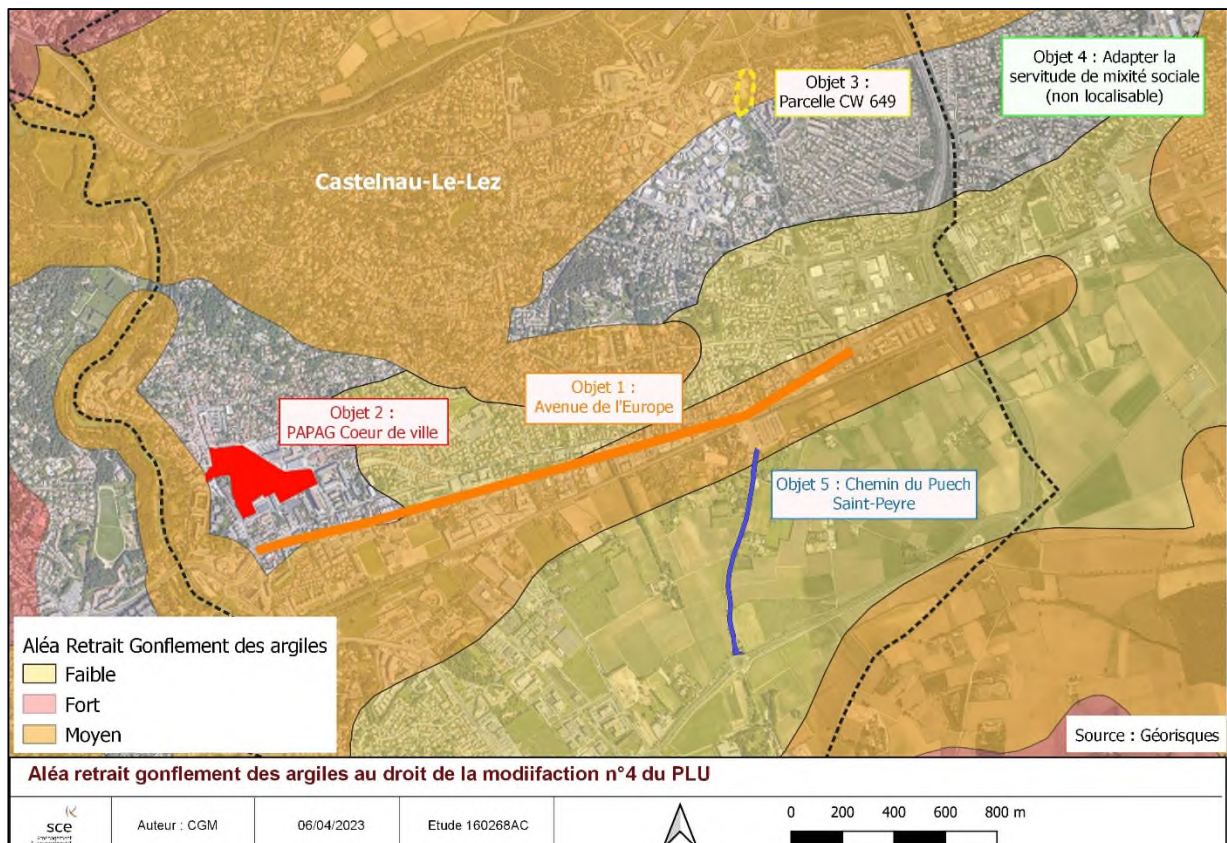 Objet 3 :
Parcelle CW 649
Objet 4 : Adapter la
servitude de mixité sociale
(non localisable)
Castelnau-Le-Lez
Objet 1 :
Avenue de l'Europe
Objet 2 :
PAPAG Coeur de ville
Objet 5 : Chemin du Puech
Saint-Peyre
Aléa Retrait Gonflement des argiles
Faible
Fort
Moyen
Source : Géorisques
Aléa retrait gonflement des argiles au droit de la modiifaction n°4 du PLU
sce
Auteur : CGM
06/04/2023
Etude 160268AC
0 200 400 600 800 m